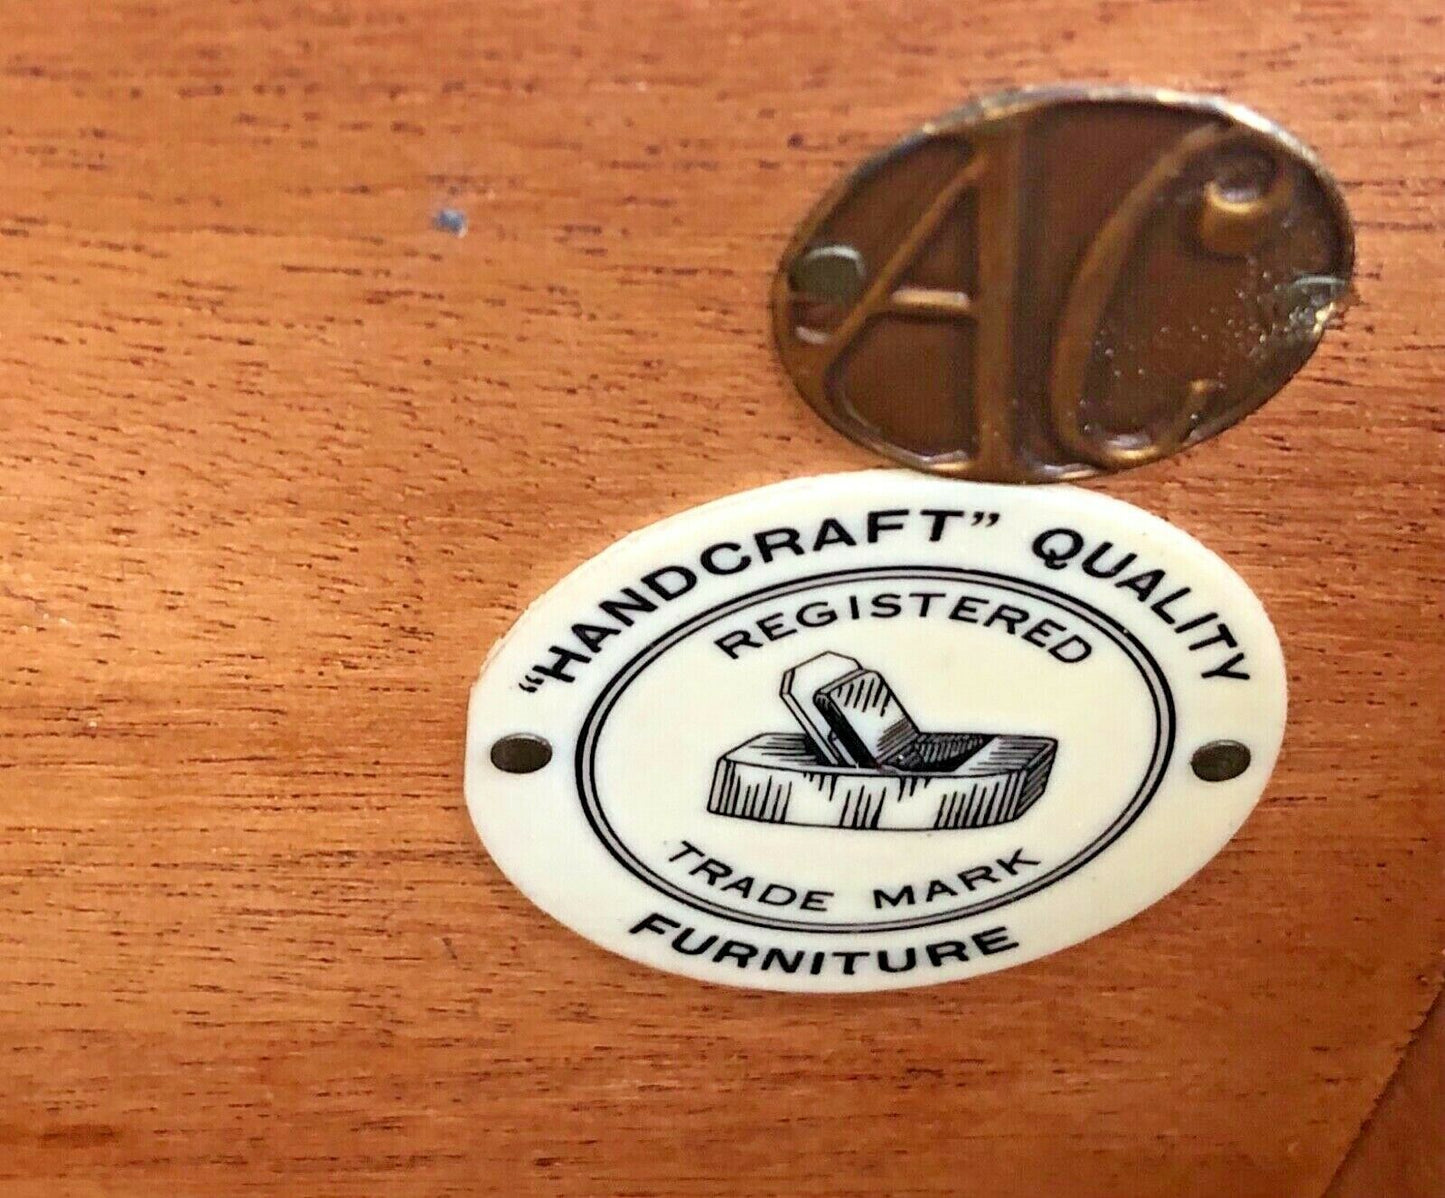 AC
“HANDCRAFT” QUALITY
REGISTERED
TRADE MARK
FURNITURE